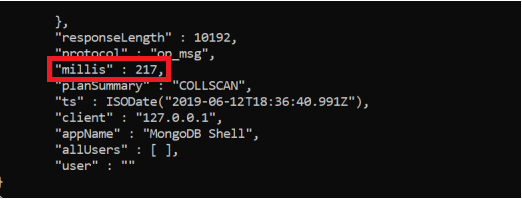 },
"responseLength" : 10192,
"protocol" : "op_msg",
"millis" : 217,
"planSummary" : "COLLSCAN",
"ts" : ISODate("2019-06-12T18:36:40.991Z"),
"client" : "127.0.0.1",
"appName" : "MongoDB Shell",
"allUsers" : [ ],
"user" : ""
}